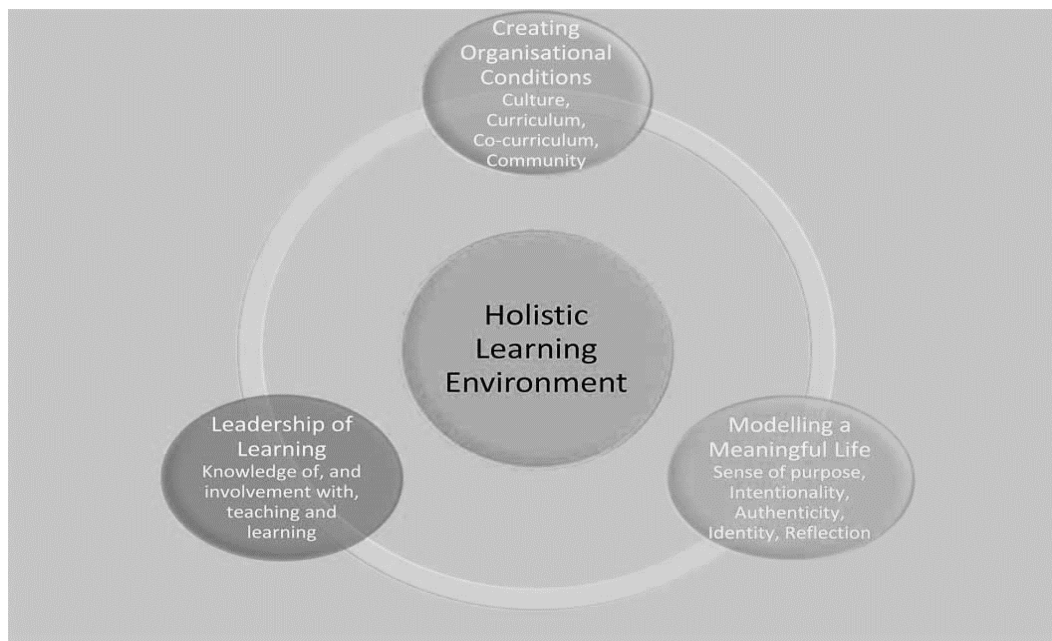 Creating
Organisational
Conditions
Culture,
Curriculum,
Co-curriculum,
Community
Holistic
Learning
Environment
Leadership of
Learning
Knowledge of, and
involvement with,
teaching and
learning
Modelling a
Meaningful Life
Sense of purpose,
Intentionality,
Authenticity,
Identity, Reflection